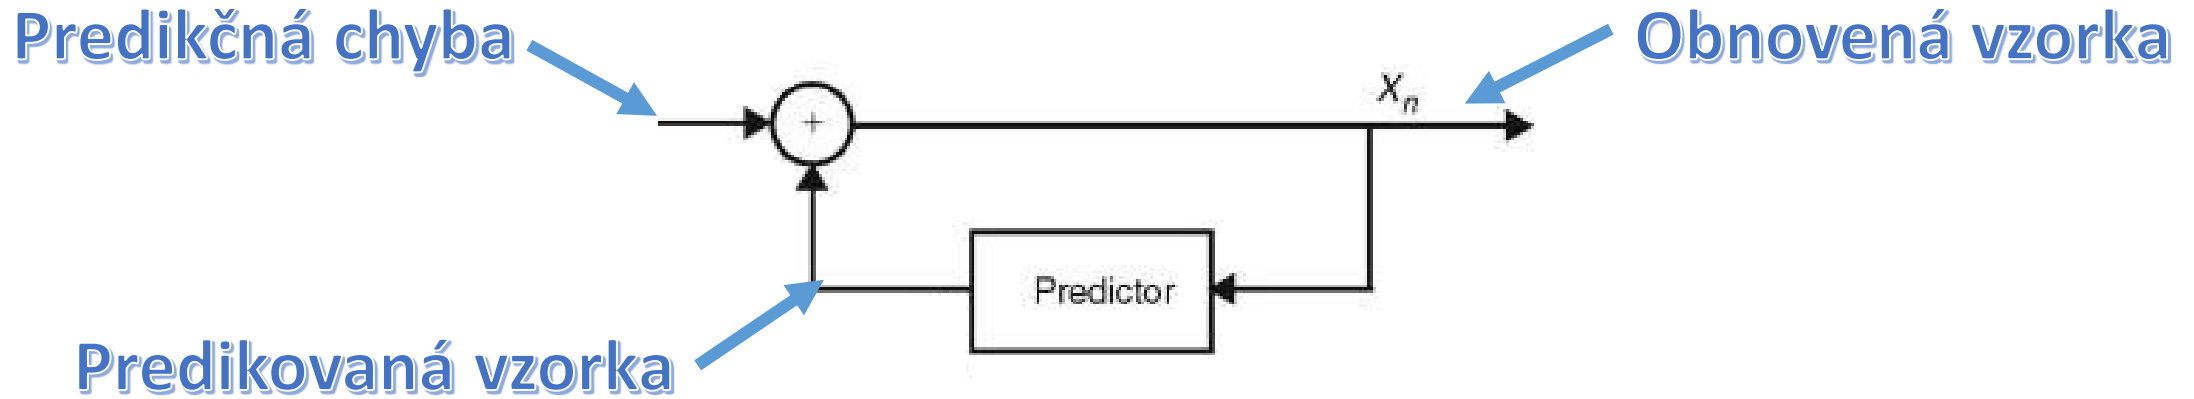 Predikčná chyba
Obnovená vzorka
Xn
+
Predictor
Predikovaná vzorka